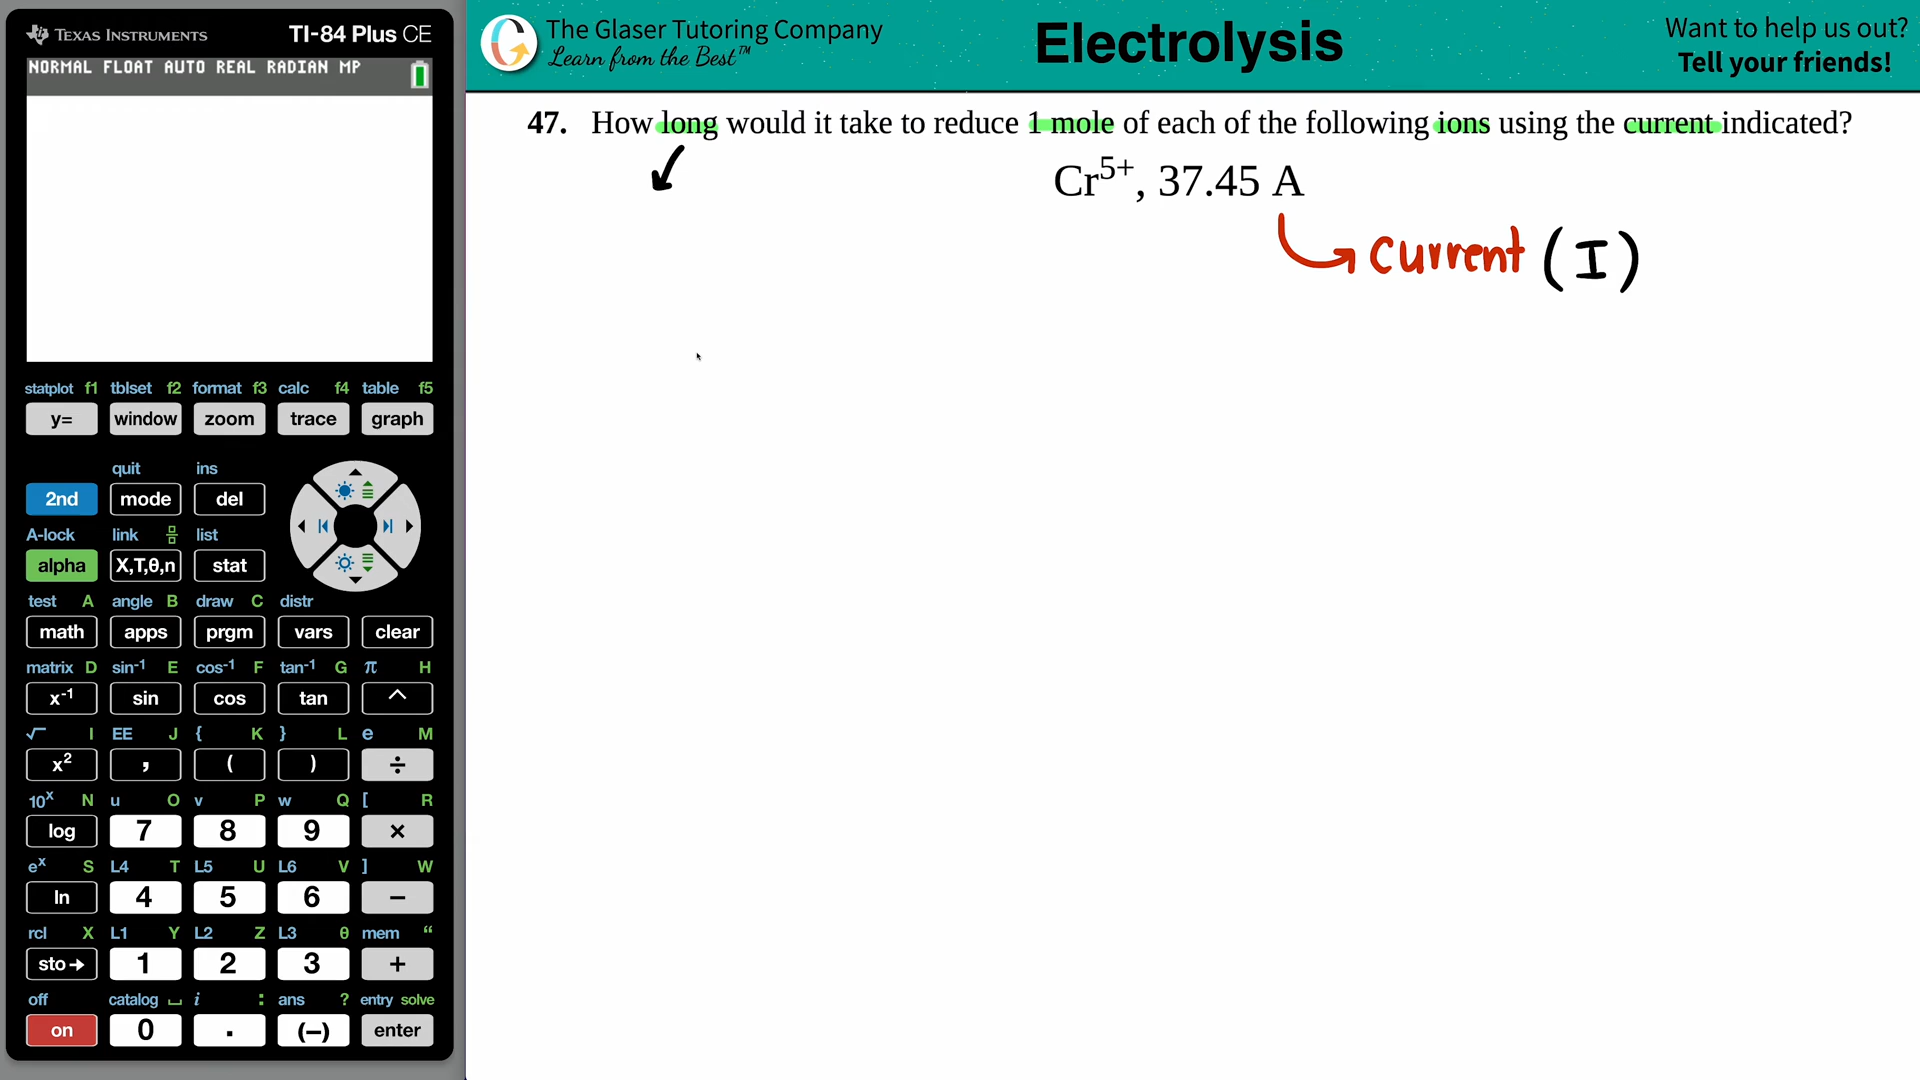 TEXAS INSTRUMENTS TI-84 Plus CE
NORMAL FLOAT AUTO REAL RADIAN MP
statplot f1 tblset f2 format f3 calc f4 table f5
y= window zoom trace graph
quit ins
2nd mode del
A-lock link list
alpha X,T,θ,n stat
test A angle B draw C distr
math apps prgm vars clear
matrix D sin⁻¹ E cos⁻¹ F tan⁻¹ G π H
x⁻¹ sin cos tan ^
√ I EE J { K } L e M
x² , ( ) ÷
10ˣ N u O v P w Q [ R
log 7 8 9 ×
eˣ S L4 T L5 U L6 V ] W
ln 4 5 6 −
rcl X L1 Y L2 Z L3 θ mem “
sto→ 1 2 3 +
off catalog ⎵ i : ans ? entry solve
on 0 . (–) enter
The Glaser Tutoring Company
Learn from the Best™
Electrolysis
Want to help us out?
Tell your friends!
47. How long would it take to reduce 1 mole of each of the following ions using the current indicated?
Cr⁵⁺, 37.45 A
Current (I)